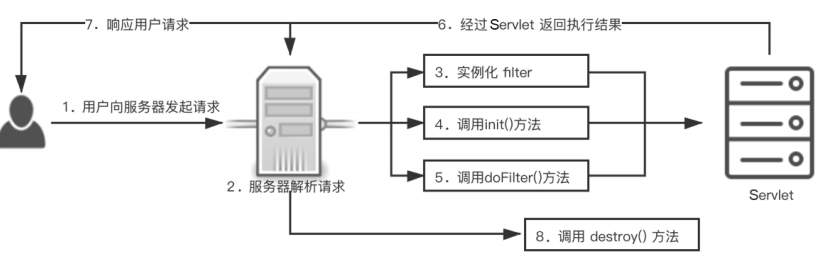 7. 响应用户请求
6. 经过 Servlet 返回执行结果
3. 实例化 filter
1. 用户向服务器发起请求
4. 调用init()方法
5. 调用doFilter()方法
2. 服务器解析请求
Servlet
8. 调用 destroy() 方法